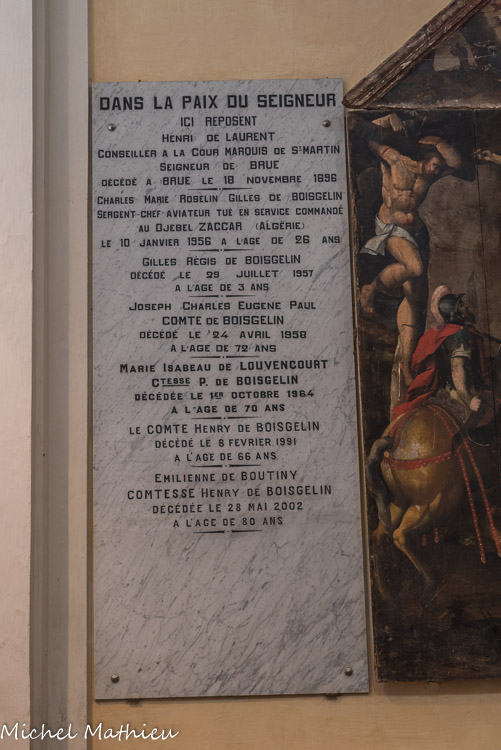 DANS LA PAIX DU SEIGNEUR
ICI REPOSENT
HENRI DE LAURENT
CONSEILLER A LA COUR MARQUIS DE ST MARTIN
SEIGNEUR DE BRUE
DÉCÉDÉ A BRUE LE 18 NOVEMBRE 1896
CHARLES MARIE ROSELIN GILLES DE BOISGELIN
SERGENT-CHEF AVIATEUR TUÉ EN SERVICE COMMANDÉ
AU DJEBEL ZACCAR (ALGÉRIE)
LE 10 JANVIER 1956 A L'AGE DE 26 ANS
GILLES RÉGIS DE BOISGELIN
DÉCÉDÉ LE 29 JUILLET 1957
A L'AGE DE 3 ANS
JOSEPH CHARLES EUGENE PAUL
COMTE DE BOISGELIN
DÉCÉDÉ LE 24 AVRIL 1958
A L'AGE DE 72 ANS
MARIE ISABEAU DE LOUVENCOURT
CTESSE P. DE BOISGELIN
DÉCÉDÉE LE 1ER OCTOBRE 1964
A L'AGE DE 70 ANS
LE COMTE HENRY DE BOISGELIN
DÉCÉDÉ LE 8 FEVRIER 1991
A L'AGE DE 66 ANS
EMILIENNE DE BOUTINY
COMTESSE HENRY DE BOISGELIN
DÉCÉDÉE LE 28 MAI 2002
A L'AGE DE 80 ANS
Michel Mathieu